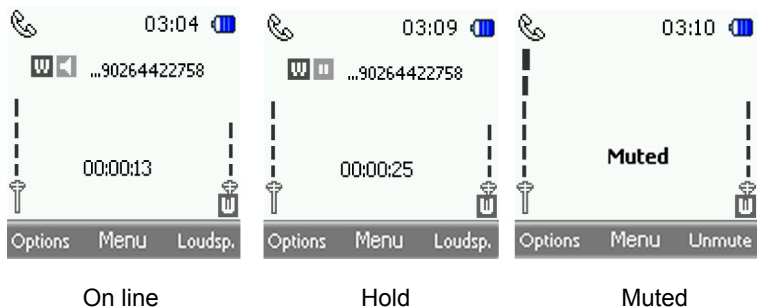 03:04
W ...90264422758
00:00:13
W
Options Menu Loudsp.
On line
03:09
W ...90264422758
00:00:25
W
Options Menu Loudsp.
Hold
03:10
Muted
W
Options Menu Unmute
Muted